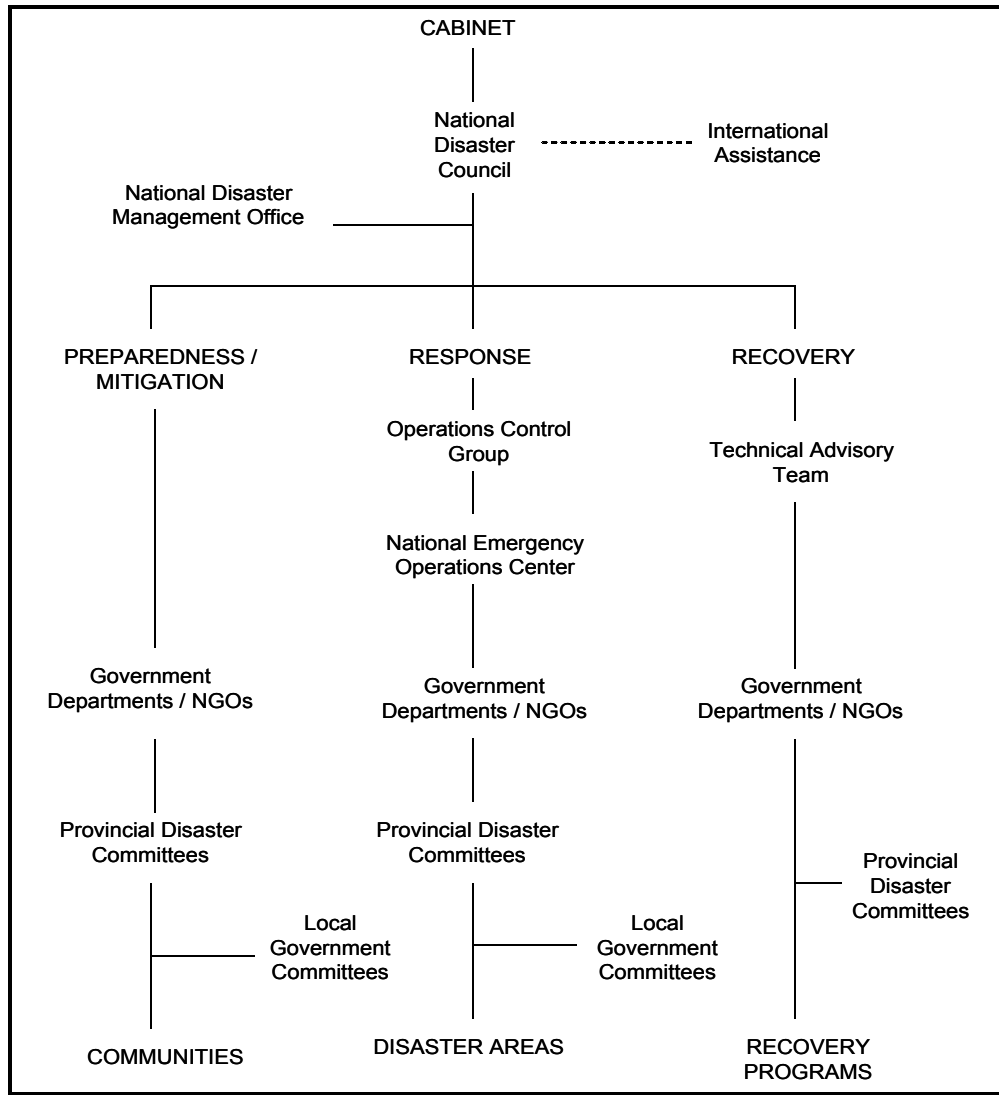 CABINET
National
Disaster
Council
International
Assistance
National Disaster
Management Office
PREPAREDNESS /
MITIGATION
RESPONSE
RECOVERY
Operations Control
Group
Technical Advisory
Team
National Emergency
Operations Center
Government
Departments / NGOs
Government
Departments / NGOs
Government
Departments / NGOs
Provincial Disaster
Committees
Provincial Disaster
Committees
Provincial
Disaster
Committees
Local
Government
Committees
Local
Government
Committees
COMMUNITIES
DISASTER AREAS
RECOVERY
PROGRAMS